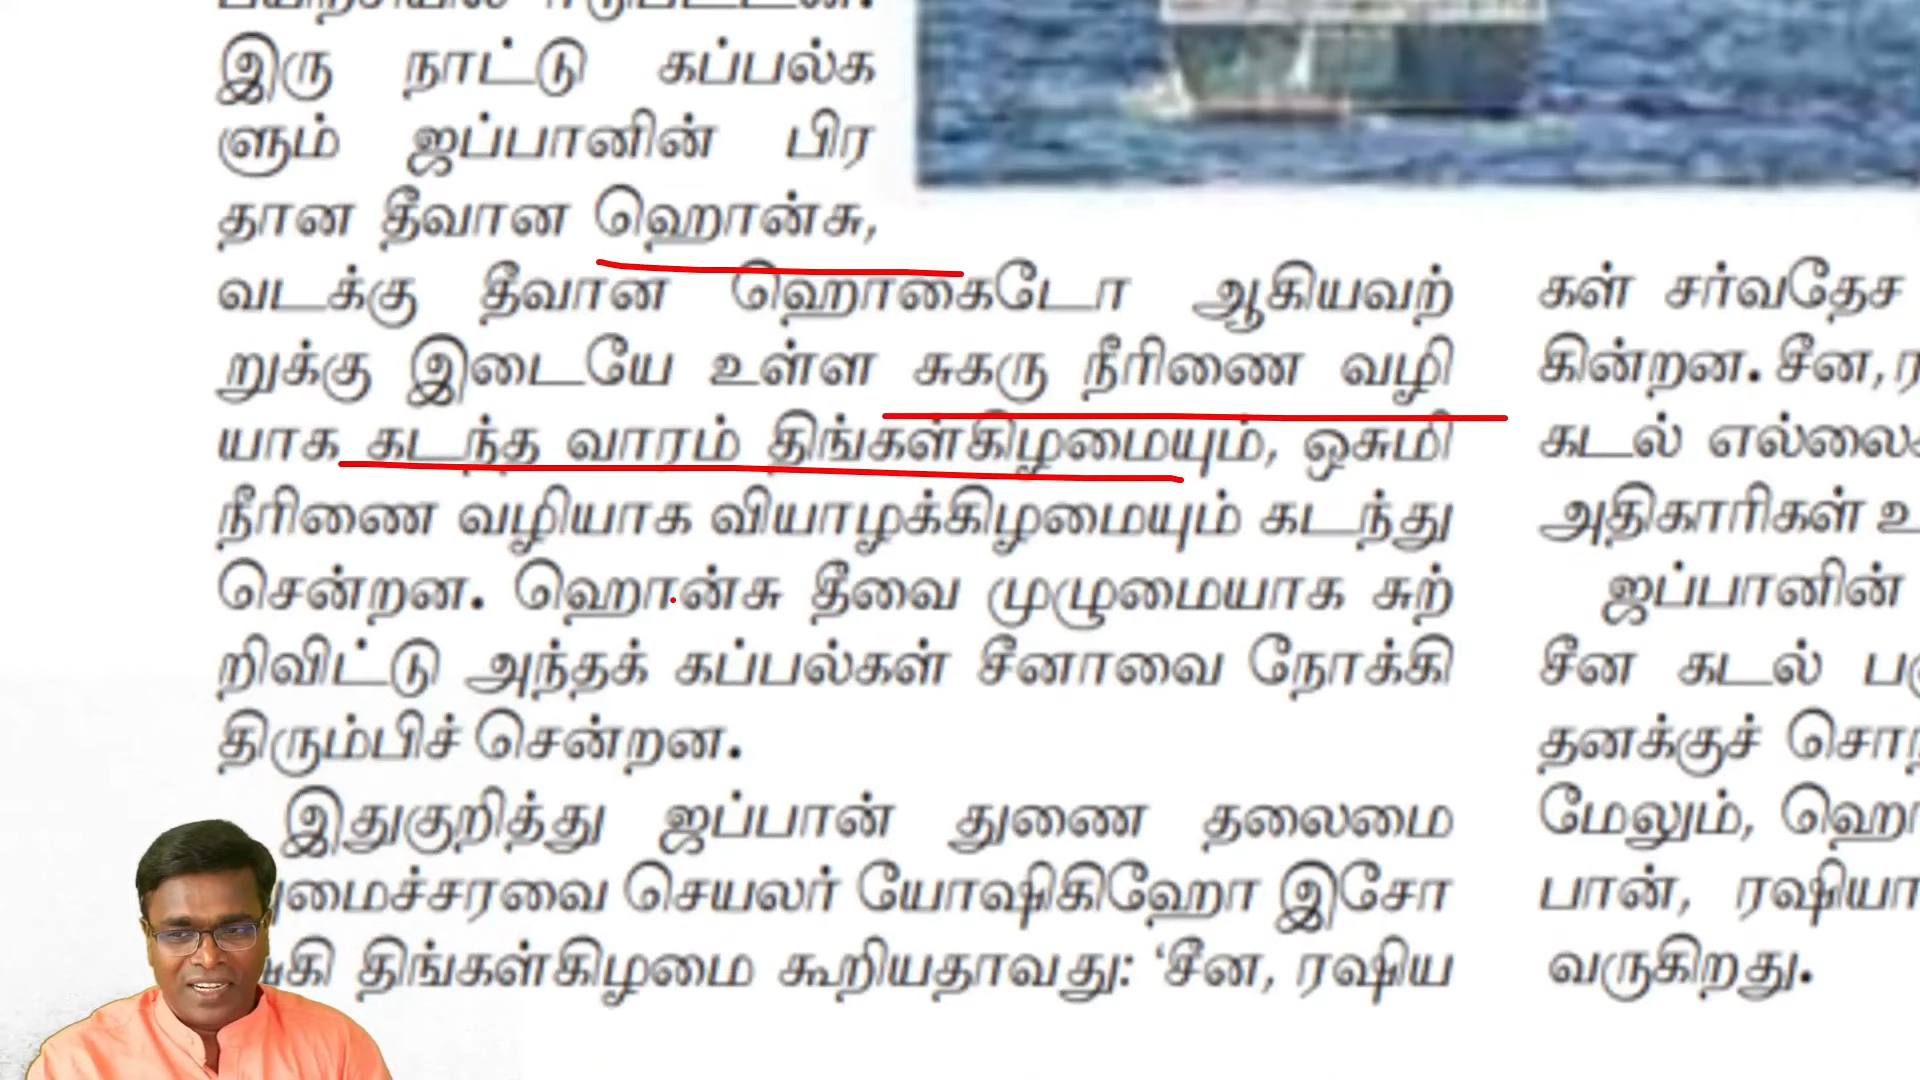 இரு நாட்டு கப்பல்க
ளும் ஜப்பானின் பிர
தான தீவான ஹொன்சு,
வடக்கு தீவான ஹொகைடோ ஆகியவற்
றுக்கு இடையே உள்ள சுகரு நீரிணை வழி
யாக கடந்த வாரம் திங்கள்கிழமையும், ஒசுமி
நீரிணை வழியாக வியாழக்கிழமையும் கடந்து
சென்றன. ஹொன்சு தீவை முழுமையாக சுற்
றிவிட்டு அந்தக் கப்பல்கள் சீனாவை நோக்கி
திரும்பிச் சென்றன.
இதுகுறித்து ஜப்பான் துணை தலைமை
மைச்சரவை செயலர் யோஷிகிஹோ இசோ
கி திங்கள்கிழமை கூறியதாவது: 'சீன, ரஷிய
கள் சர்வதேச
கின்றன. சீன, ர
கடல் எல்லை
அதிகாரிகள் உ
ஜப்பானின்
சீன கடல் ப
தனக்குச் சொ
மேலும், ஹொ
பான், ரஷியா
வருகிறது.